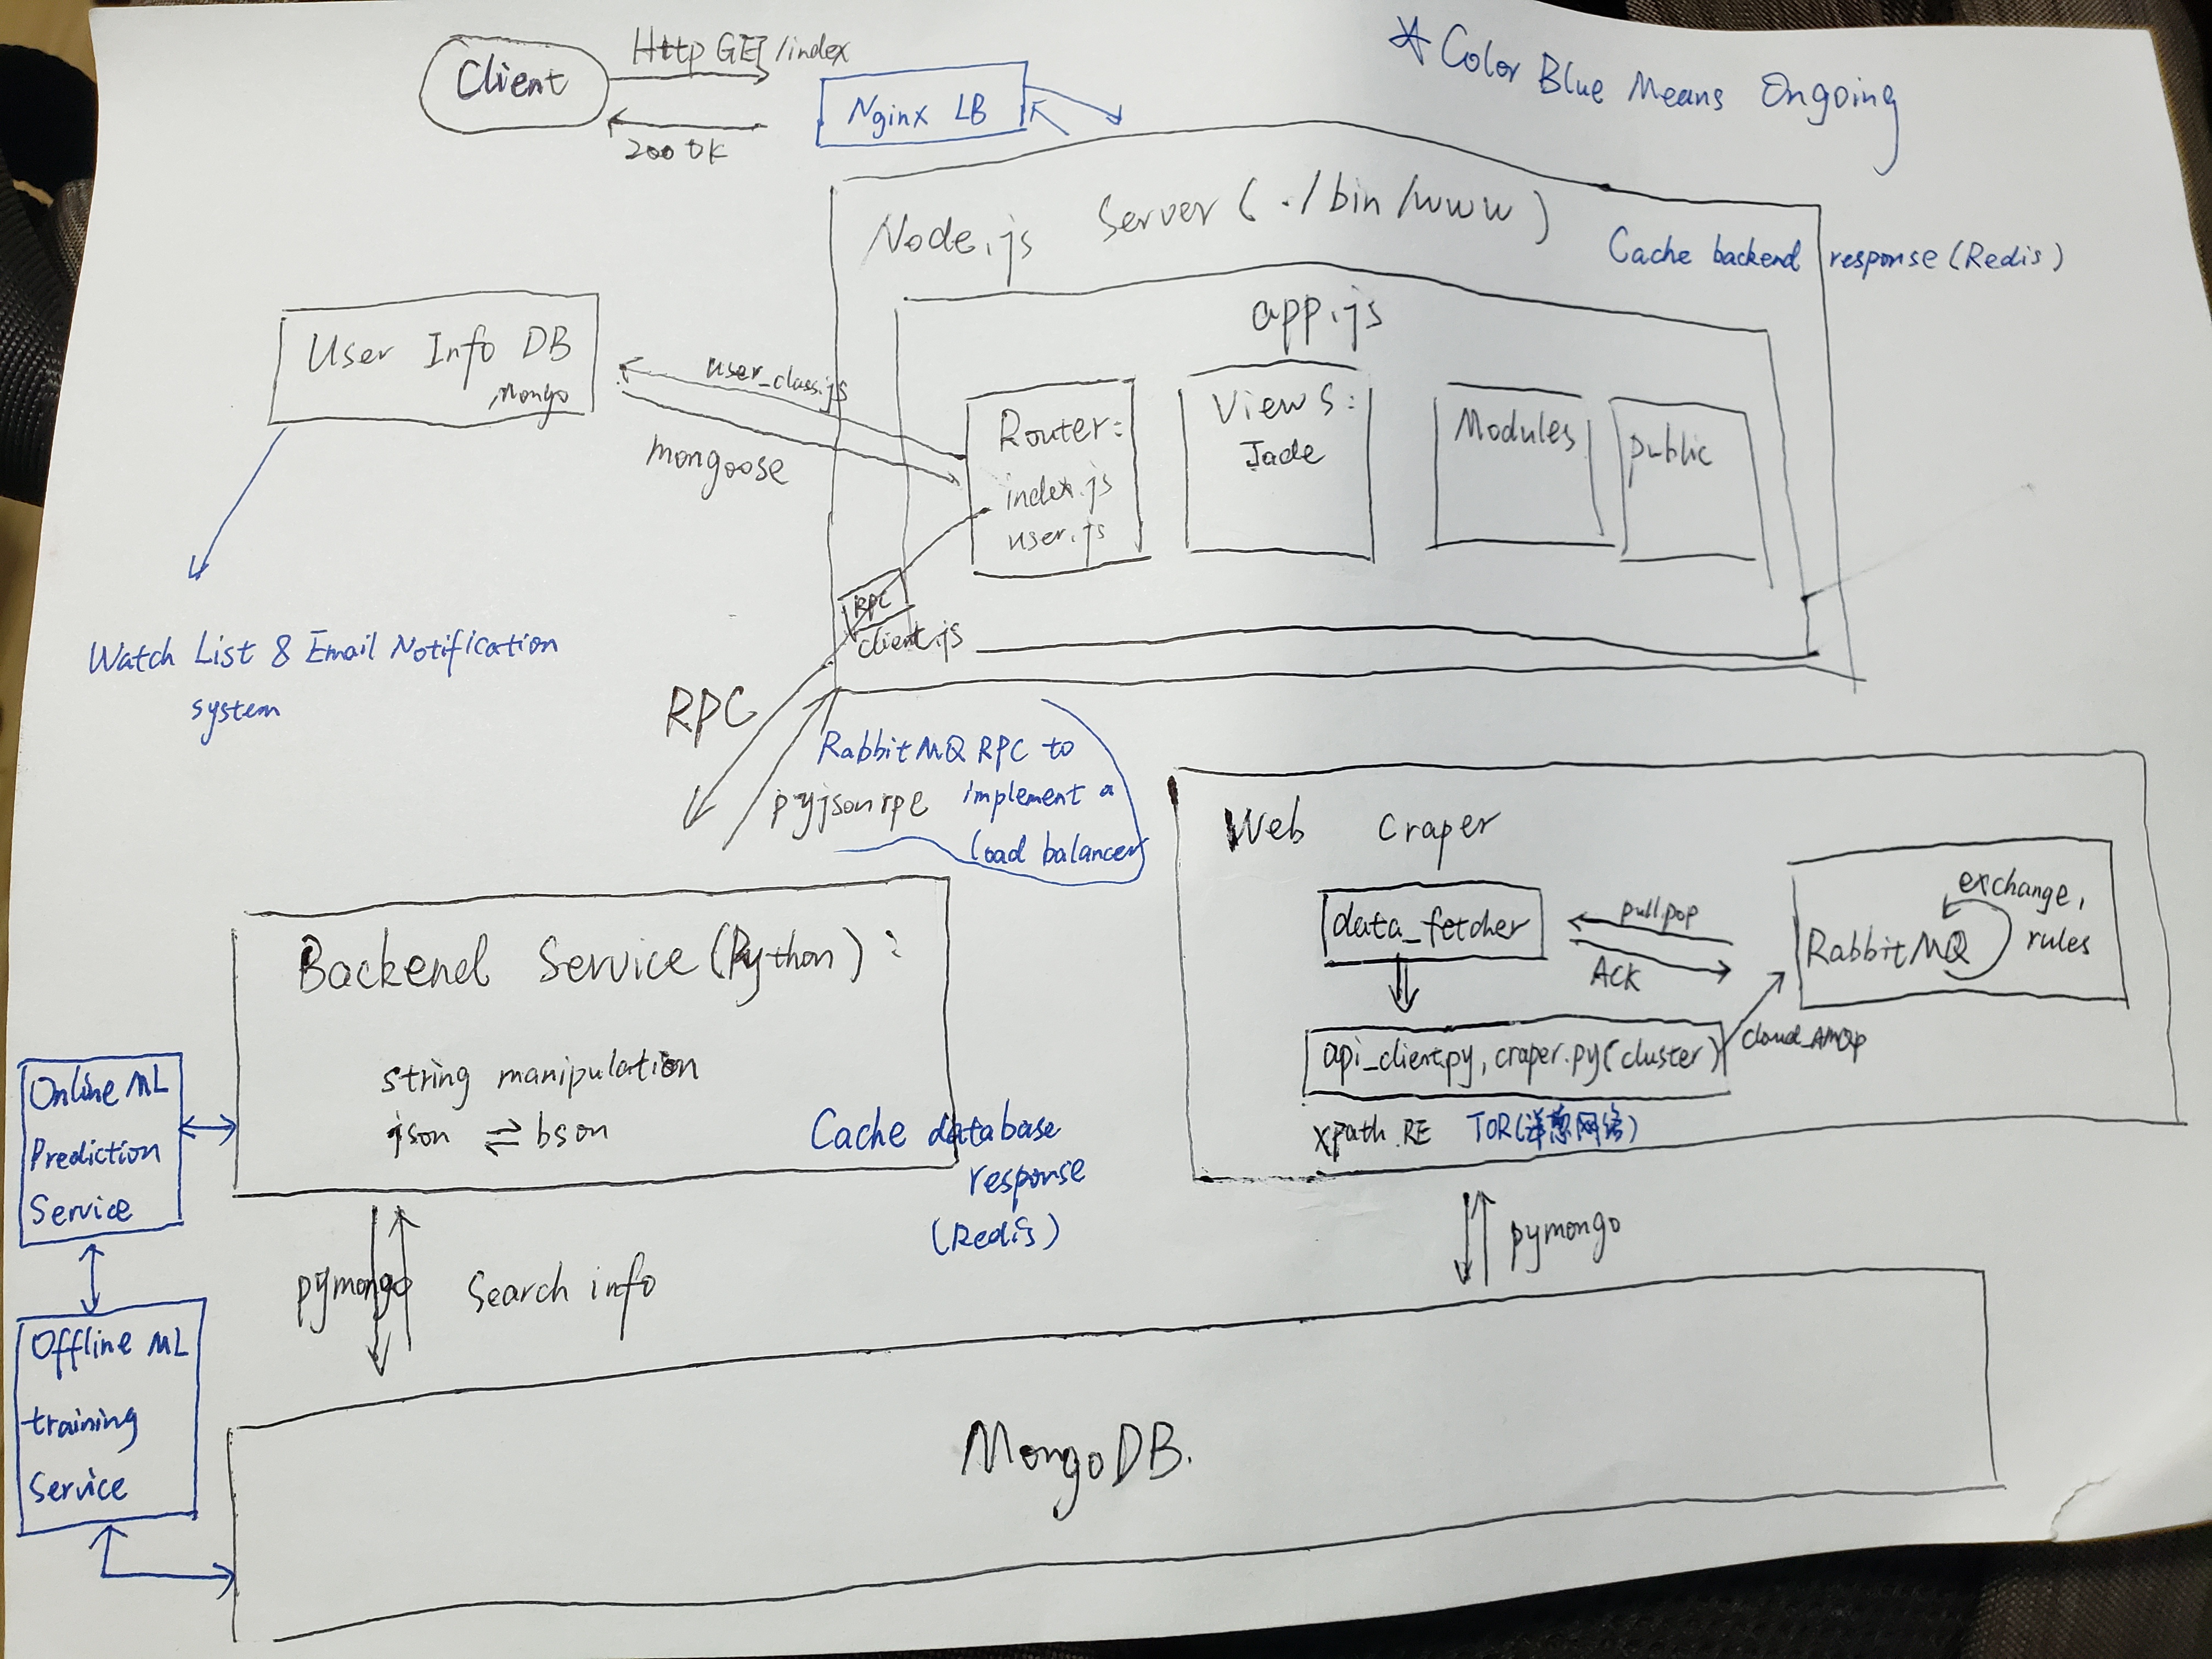 Client
Http GET /index
200 OK
Nginx LB
* Color Blue Means Ongoing
Node.js Server ( ./bin/www )
Cache backend response (Redis)
app.js
User Info DB
Mongo
user_class.js
mongoose
Router:
index.js
user.js
Views:
Jade
Modules
public
RPC
client.js
Watch List & Email Notification
system
RPC
pyjsonrpc
RabbitMQ RPC to
implement a
load balancer
Web Craper
data_fetcher
pull.pop
ACK
exchange,
rules
RabbitMQ
api_client.py, craper.py (cluster)
cloud_AMQP
xpath.RE TOR(洋葱网络)
Backend Service (Python) :
string manipulation
json ⇌ bson
Cache database
response
(Redis)
Online ML
Prediction
Service
Offline ML
training
Service
pymongo
Search info
pymongo
MongoDB.